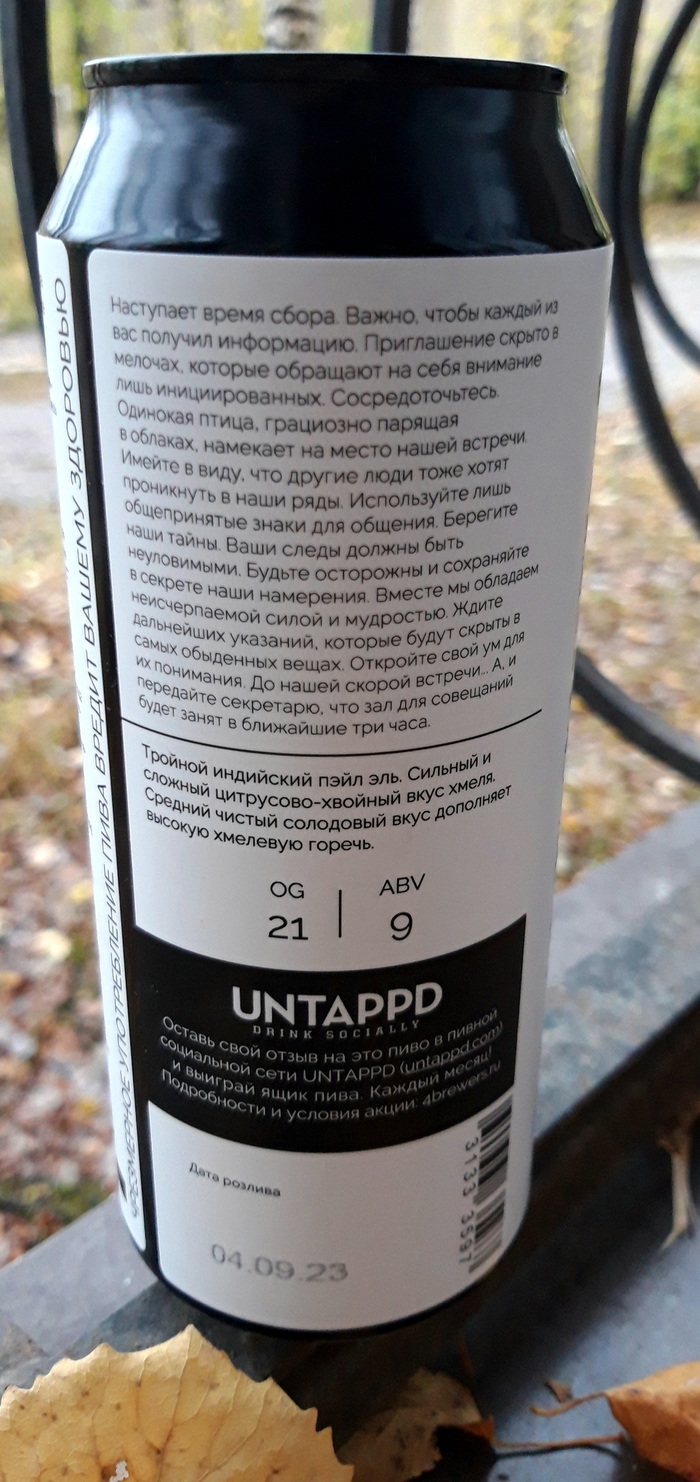 Наступает время сбора. Важно, чтобы каждый из
вас получил информацию. Приглашение скрыто в
мелочах, которые обращают на себя внимание
лишь инициированных. Сосредоточьтесь.
Одинокая птица, грациозно парящая
в облаках, намекает на место нашей встречи.
Имейте в виду, что другие люди тоже хотят
проникнуть в наши ряды. Используйте лишь
общепринятые знаки для общения. Берегите
наши тайны. Ваши следы должны быть
неуловимыми. Будьте осторожны и сохраняйте
в секрете наши намерения. Вместе мы обладаем
неисчерпаемой силой и мудростью. Ждите
дальнейших указаний, которые будут скрыты в
самых обыденных вещах. Откройте свой ум для
их понимания. До нашей скорой встречи... А, и
передайте секретарю, что зал для совещаний
будет занят в ближайшие три часа.
Тройной индийский пэйл эль. Сильный и
сложный цитрусово-хвойный вкус хмеля.
Средний чистый солодовый вкус дополняет
высокую хмелевую горечь.
OG | ABV
21 | 9
UNTAPPD
DRINK SOCIALLY
Оставь свой отзыв на это пиво в пивной
социальной сети UNTAPPD (untappd.com)
и выиграй ящик пива. Каждый месяц!
Подробности и условия акции: 4brewers.ru
Дата розлива
04.09.23
ЧРЕЗМЕРНОЕ УПОТРЕБЛЕНИЕ ПИВА ВРЕДИТ ВАШЕМУ ЗДОРОВЬЮ